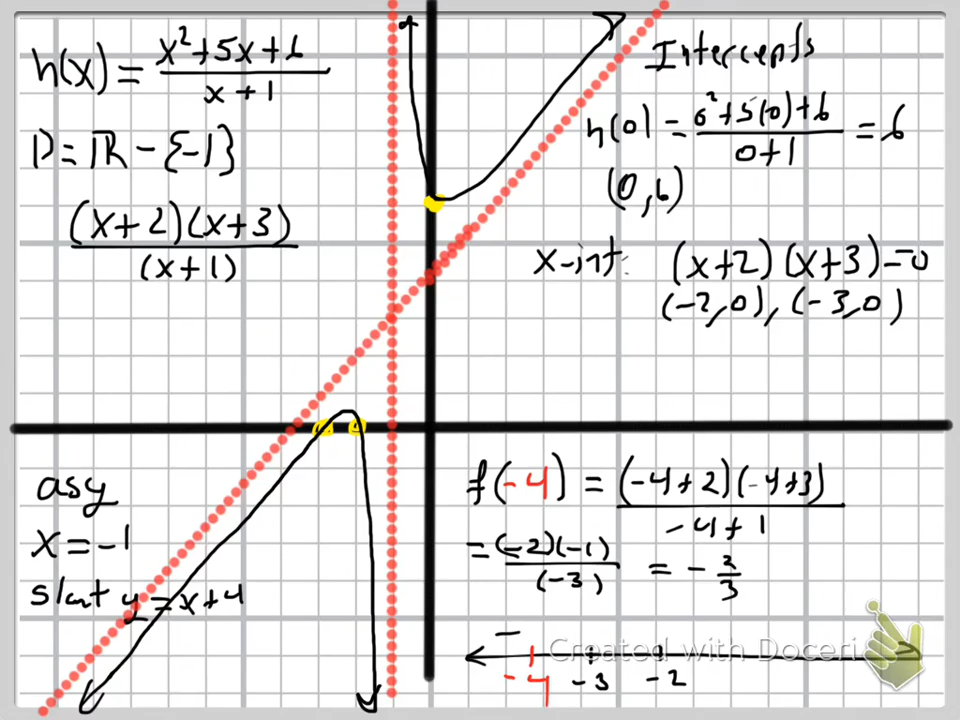 h(x) = x²+5x+6 / x+1
D = ℝ - {-1}
(x+2)(x+3) / (x+1)
Intercepts
h(0) = 0²+5(0)+6 / 0+1 = 6
(0,6)
x-int: (x+2)(x+3)=0
(-2,0), (-3,0)
asy
x = -1
slant y = x+4
f(-4) = (-4+2)(-4+3) / -4+1
= (-2)(-1) / (-3) = - 2/3
−
-4 -3 -2
Created with Doceri